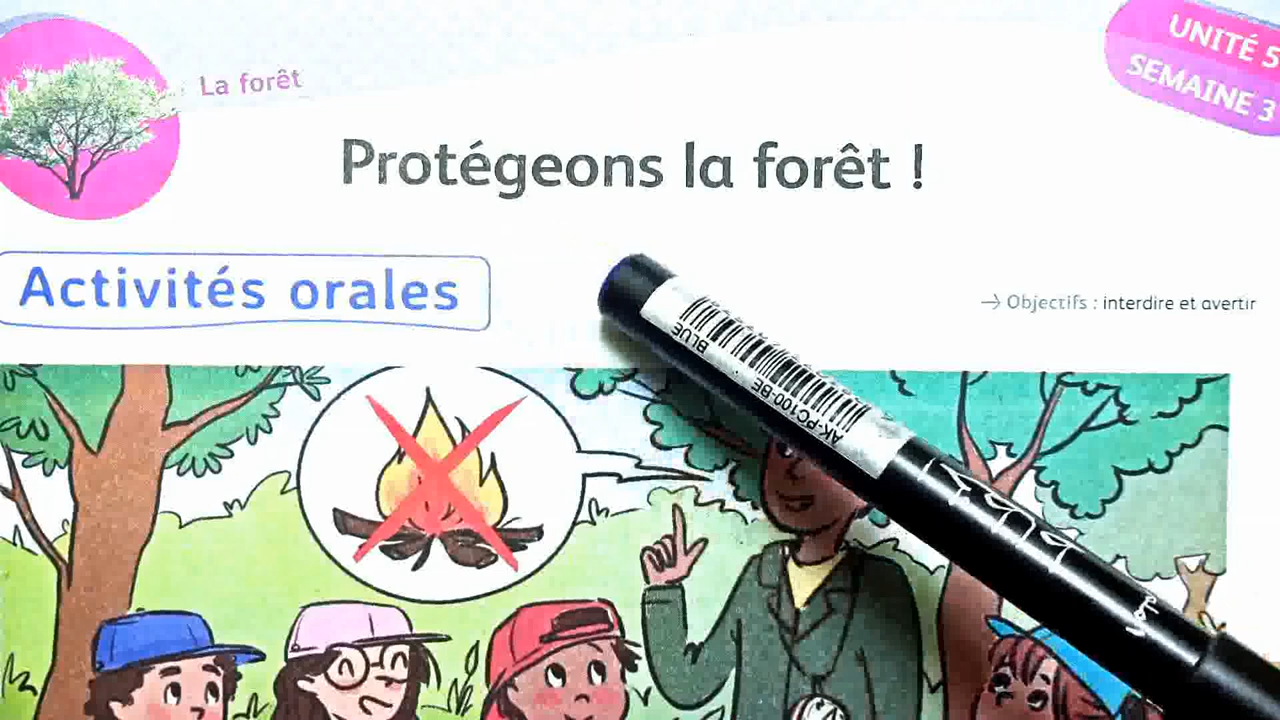 La forêt
UNITÉ 5
SEMAINE 3
Protégeons la forêt !
Activités orales
→ Objectifs : interdire et avertir
BLUE
AK-PC100-BE